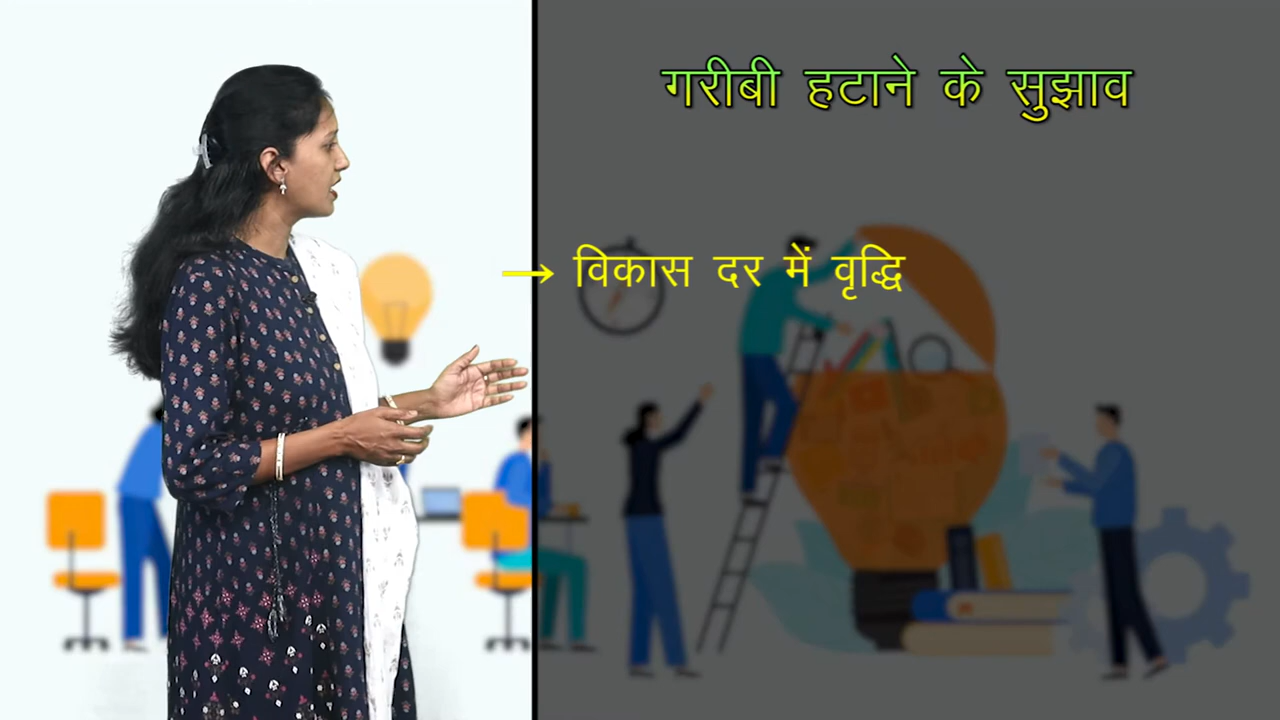 गरीबी हटाने के सुझाव
→ विकास दर में वृद्धि